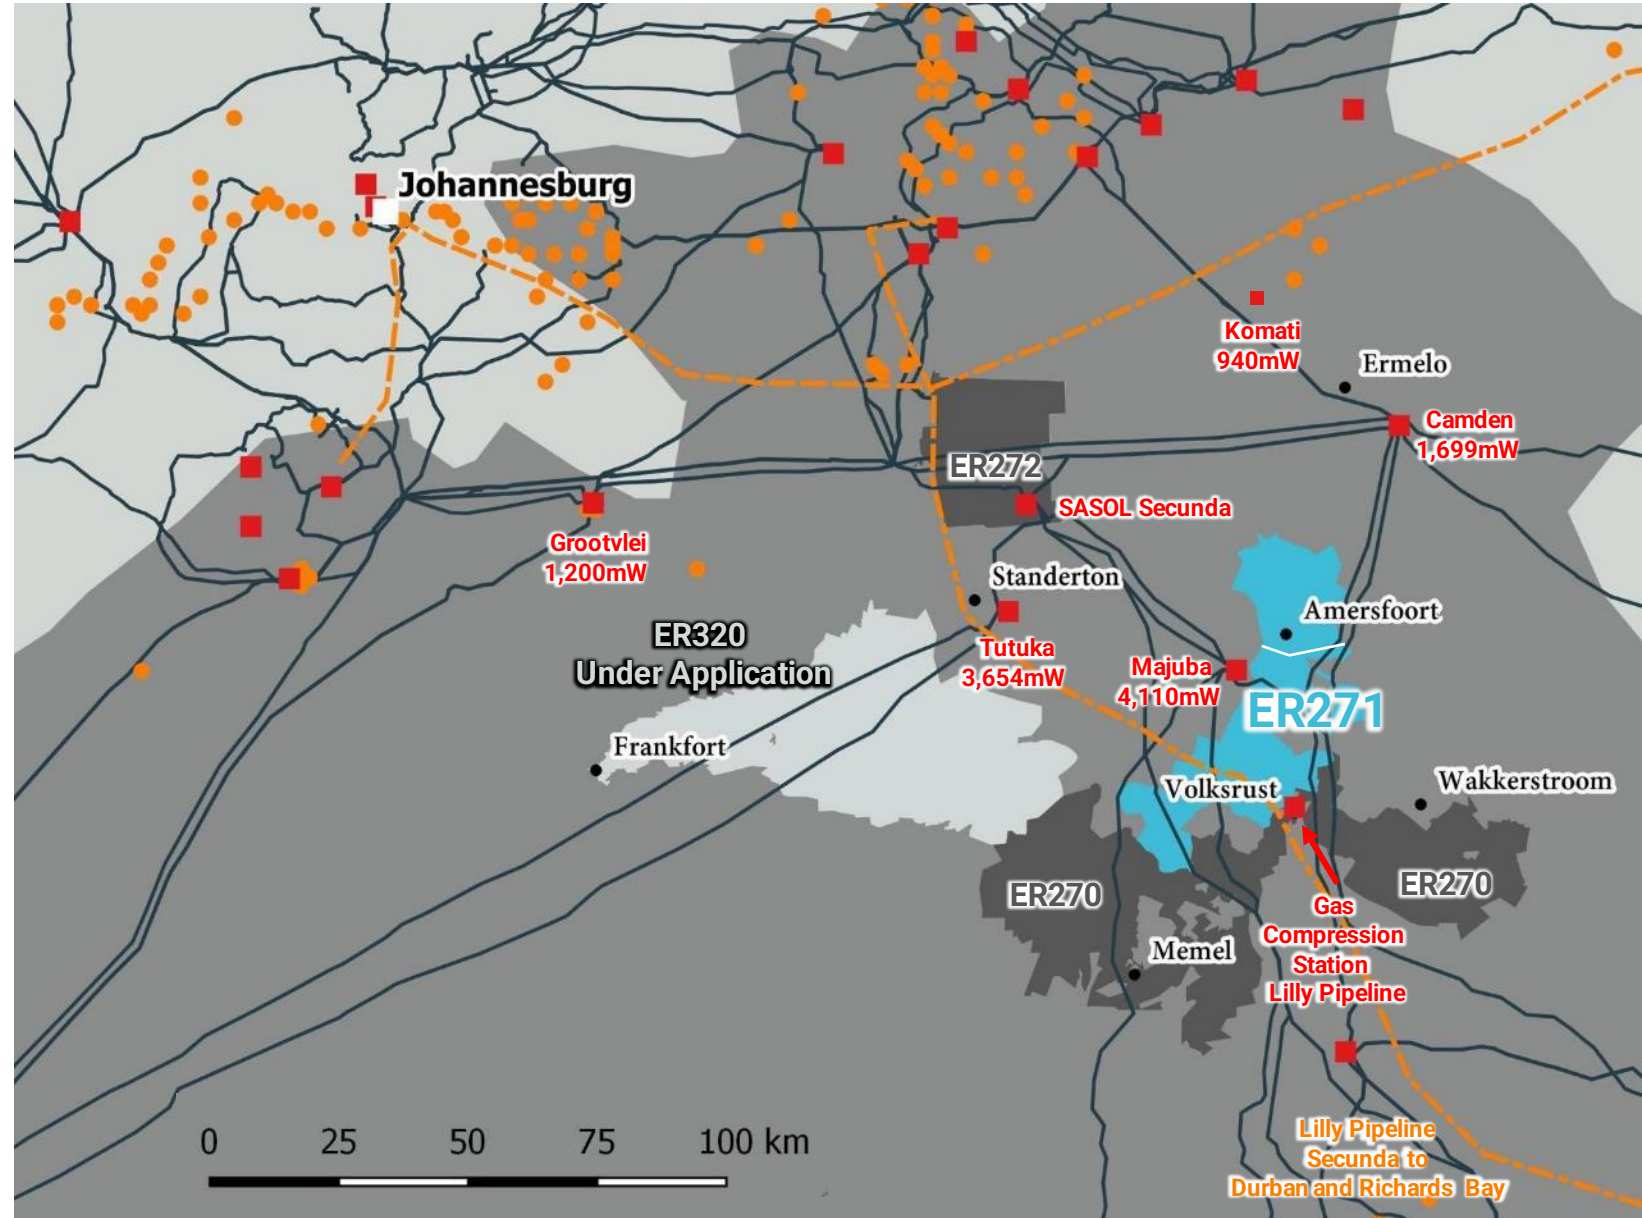 Johannesburg
Komati
940mW
Ermelo
Camden
1,699mW
ER272
SASOL Secunda
Grootvlei
1,200mW
Standerton
Amersfoort
ER320
Under Application
Tutuka
3,654mW
Majuba
4,110mW
ER271
Frankfort
Volksrust
Wakkerstroom
ER270
ER270
Gas
Compression
Station
Lilly Pipeline
Memel
Lilly Pipeline
Secunda to
Durban and Richards Bay
0 25 50 75 100 km